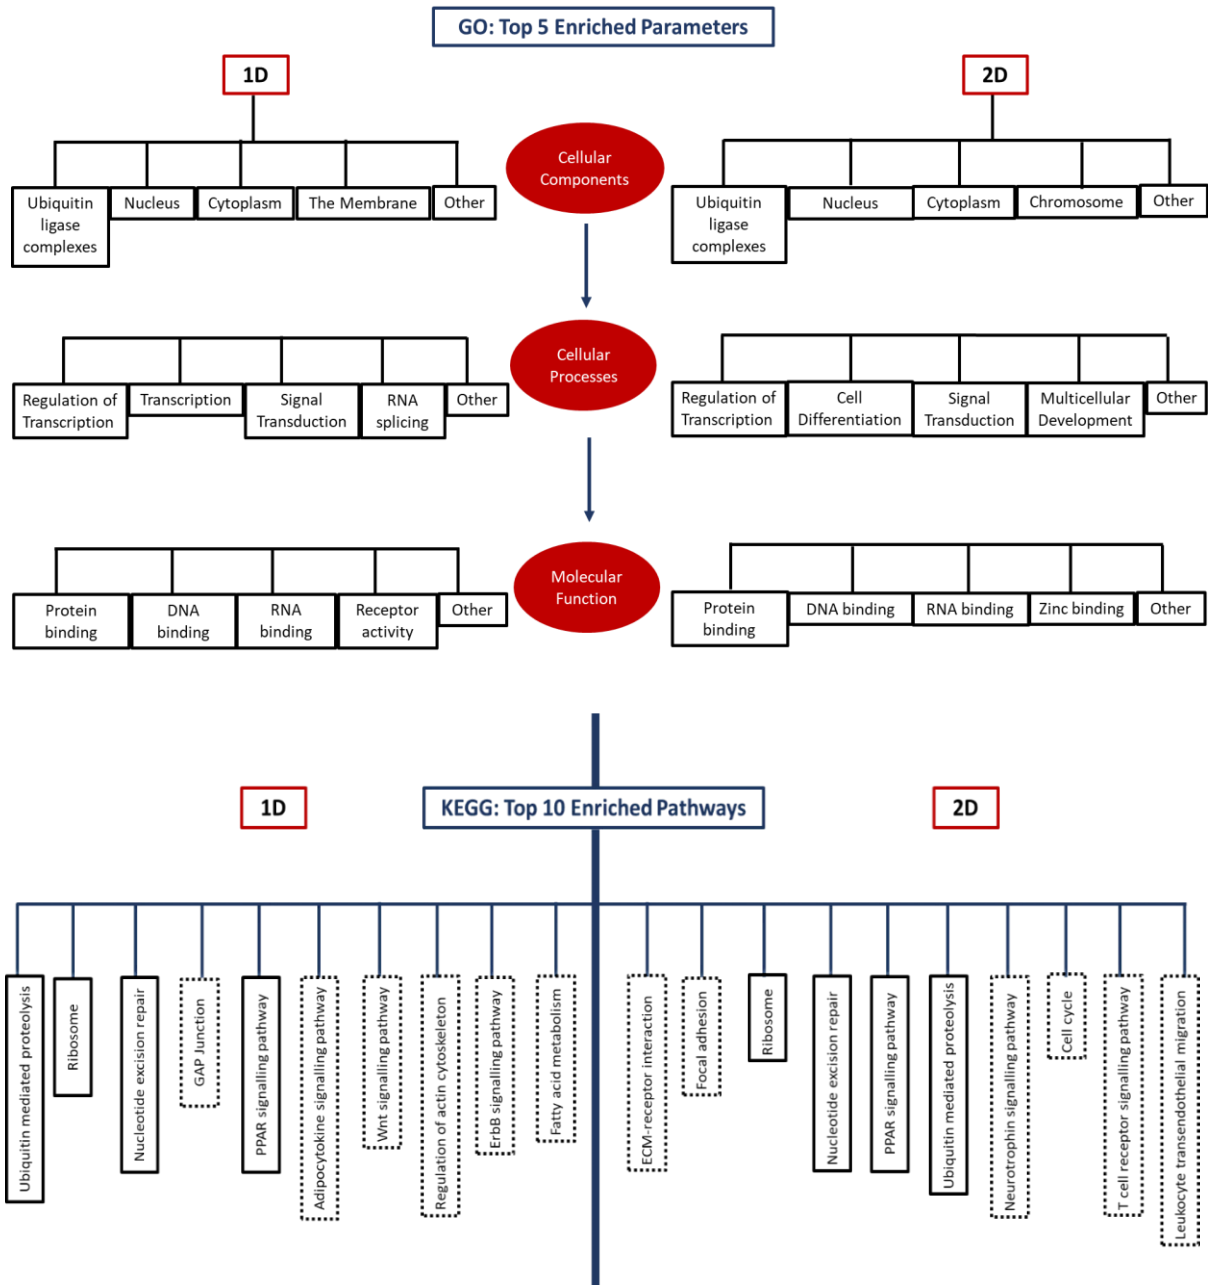 GO: Top 5 Enriched Parameters
1D
2D
Cellular
Components
Ubiquitin
ligase
complexes
Nucleus
Cytoplasm
The Membrane
Other
Ubiquitin
ligase
complexes
Nucleus
Cytoplasm
Chromosome
Other
Cellular
Processes
Regulation of
Transcription
Transcription
Signal
Transduction
RNA
splicing
Other
Regulation of
Transcription
Cell
Differentiation
Signal
Transduction
Multicellular
Development
Other
Molecular
Function
Protein
binding
DNA
binding
RNA
binding
Receptor
activity
Other
Protein
binding
DNA binding
RNA binding
Zinc binding
Other
1D
KEGG: Top 10 Enriched Pathways
2D
Ubiquitin mediated proteolysis
Ribosome
Nucleotide excision repair
GAP Junction
PPAR signalling pathway
Adipocytokine signalling pathway
Wnt signalling pathway
Regulation of actin cytoskeleton
ErbB signalling pathway
Fatty acid metabolism
ECM-receptor interaction
Focal adhesion
Ribosome
Nucleotide excision repair
PPAR signalling pathway
Ubiquitin mediated proteolysis
Neurotrophin signalling pathway
Cell cycle
T cell receptor signalling pathway
Leukocyte transendothelial migration